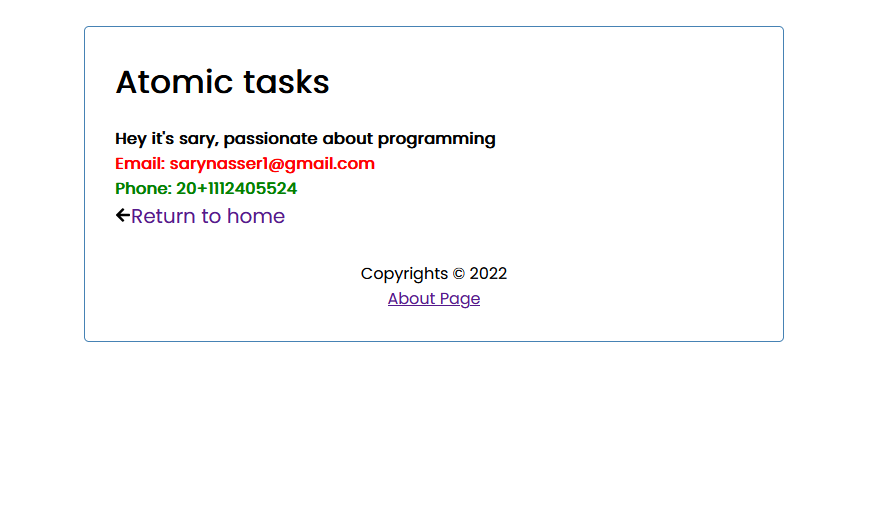 Atomic tasks
Hey it's sary, passionate about programming
Email: sarynasser1@gmail.com
Phone: 20+1112405524
Return to home
Copyrights © 2022
About Page